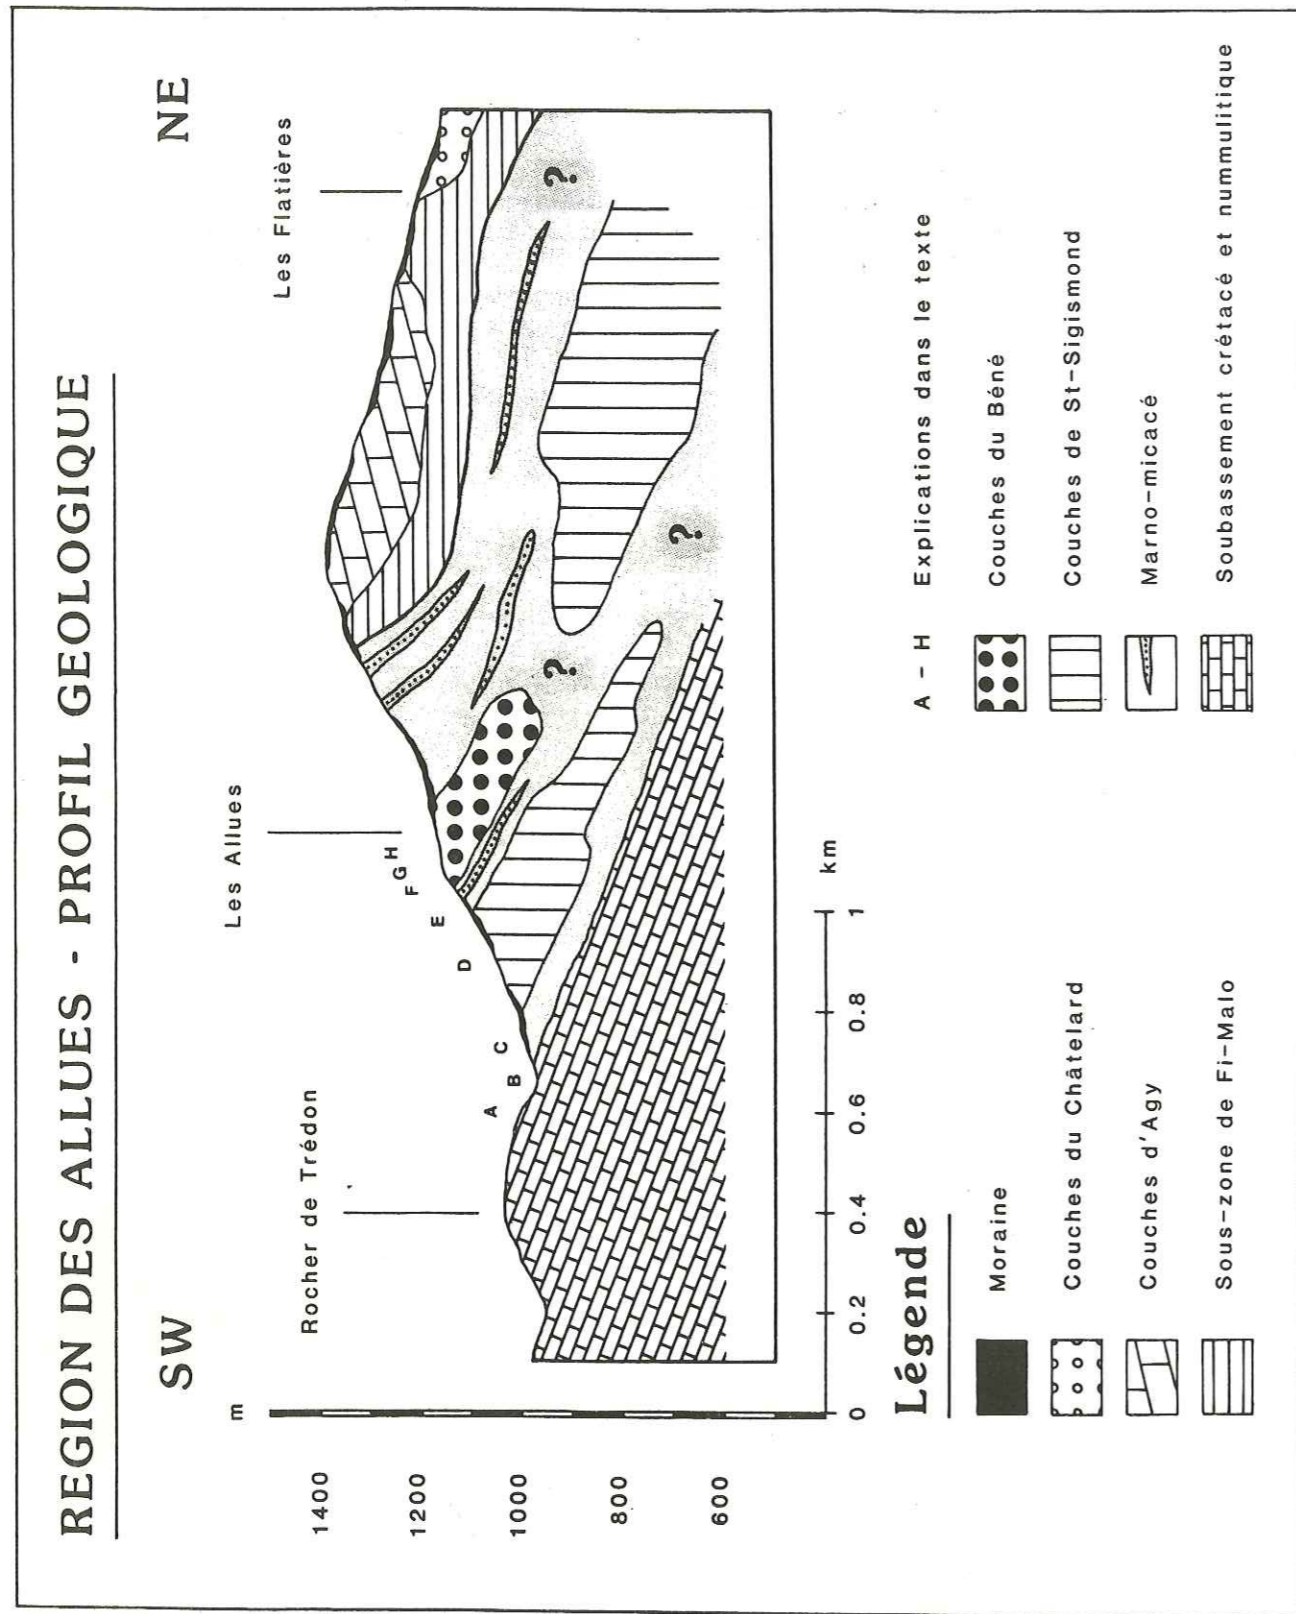 REGION DES ALLUES - PROFIL GEOLOGIQUE
SW
NE
m
Rocher de Trédon
Les Allues
Les Flatières
1400
1200
1000
800
600
A
B
C
D
E
F
G
H
?
?
?
0
0.2
0.4
0.6
0.8
1
km
Légende
A - H Explications dans le texte
Moraine
Couches du Béné
Couches du Châtelard
Couches de St-Sigismond
Couches d'Agy
Marno-micacé
Sous-zone de Fi-Malo
Soubassement crétacé et nummulitique